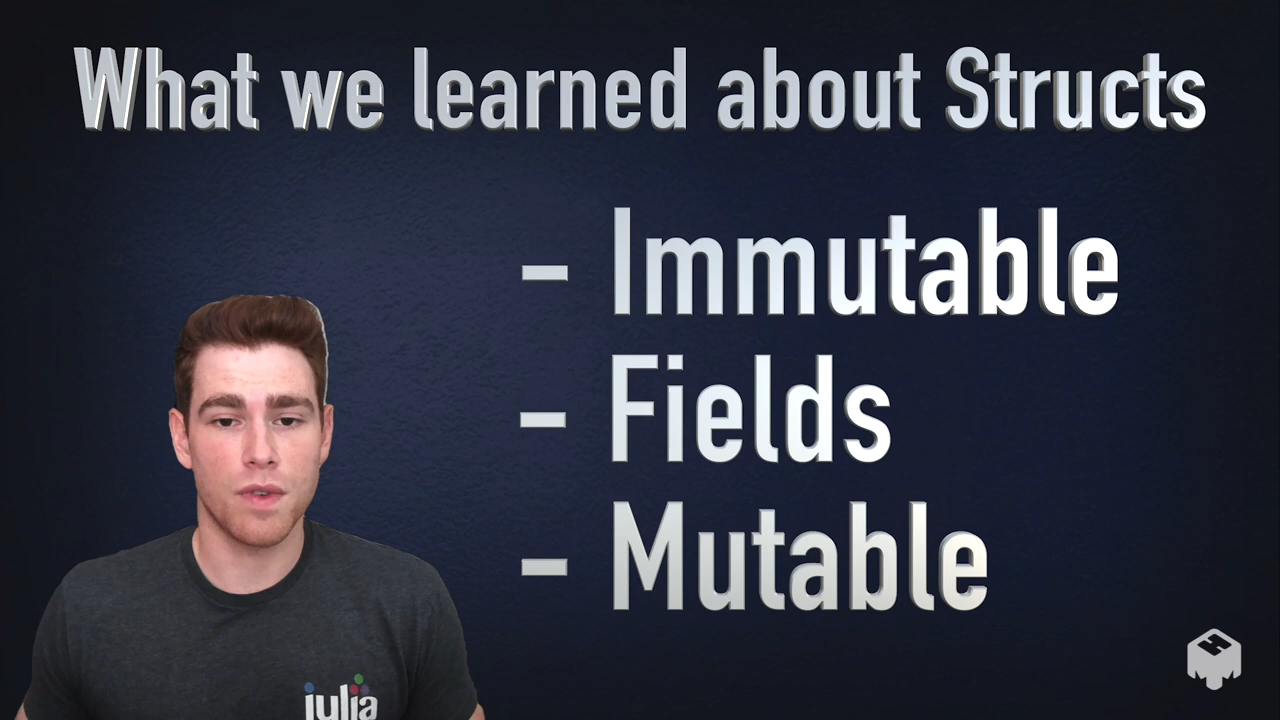 What we learned about Structs
- Immutable
- Fields
- Mutable
julia